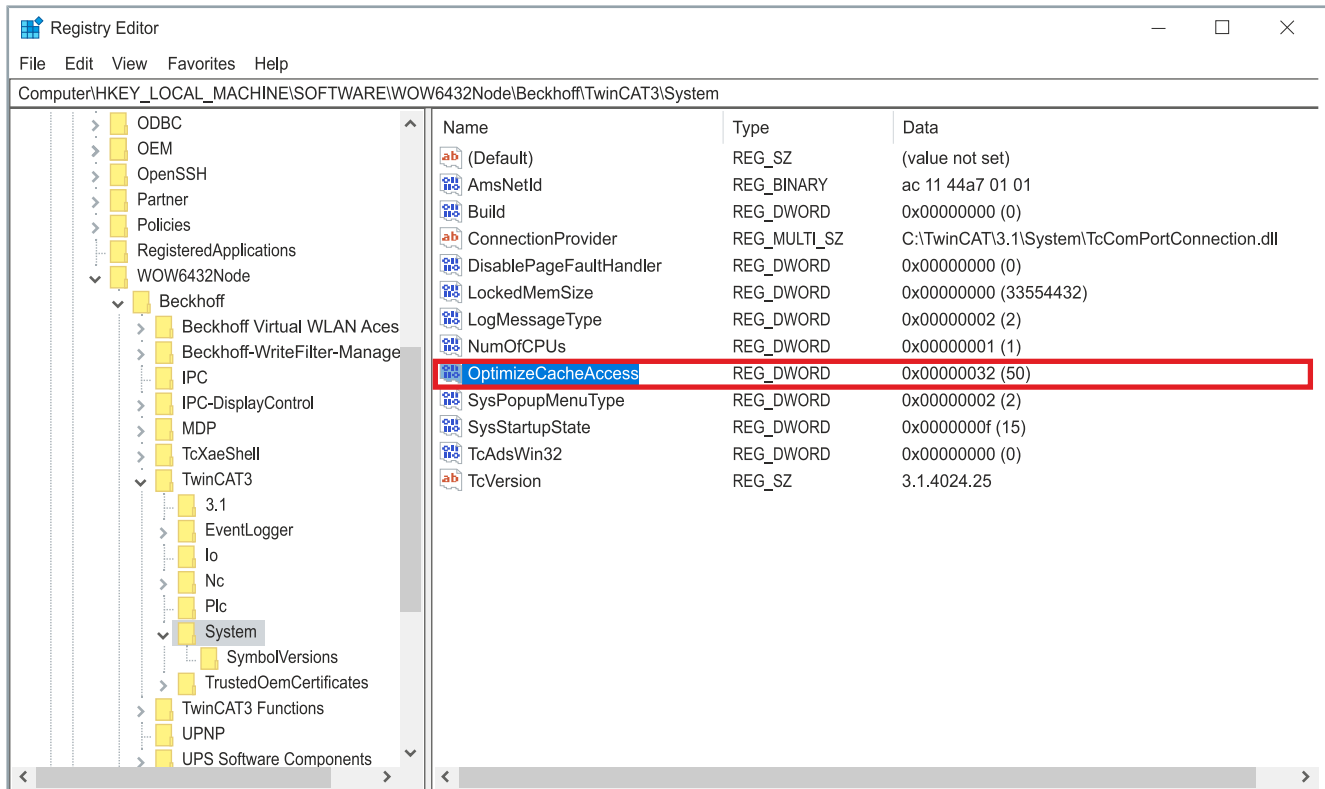 Registry Editor
File Edit View Favorites Help
Computer\HKEY_LOCAL_MACHINE\SOFTWARE\WOW6432Node\Beckhoff\TwinCAT3\System
ODBC
OEM
OpenSSH
Partner
Policies
RegisteredApplications
WOW6432Node
Beckhoff
Beckhoff Virtual WLAN Aces
Beckhoff-WriteFilter-Manage
IPC
IPC-DisplayControl
MDP
TcXaeShell
TwinCAT3
3.1
EventLogger
Io
Nc
Plc
System
SymbolVersions
TrustedOemCertificates
TwinCAT3 Functions
UPNP
UPS Software Components
Name Type Data
ab (Default) REG_SZ (value not set)
AmsNetId REG_BINARY ac 11 44a7 01 01
Build REG_DWORD 0x00000000 (0)
ab ConnectionProvider REG_MULTI_SZ C:\TwinCAT\3.1\System\TcComPortConnection.dll
DisablePageFaultHandler REG_DWORD 0x00000000 (0)
LockedMemSize REG_DWORD 0x00000000 (33554432)
LogMessageType REG_DWORD 0x00000002 (2)
NumOfCPUs REG_DWORD 0x00000001 (1)
OptimizeCacheAccess REG_DWORD 0x00000032 (50)
SysPopupMenuType REG_DWORD 0x00000002 (2)
SysStartupState REG_DWORD 0x0000000f (15)
TcAdsWin32 REG_DWORD 0x00000000 (0)
ab TcVersion REG_SZ 3.1.4024.25